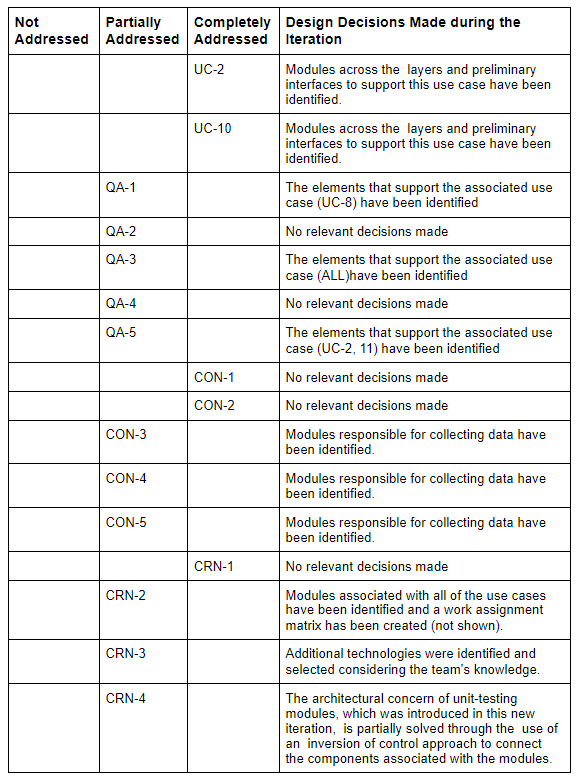 Not Addressed
Partially Addressed
Completely Addressed
Design Decisions Made during the
Iteration
UC-2
Modules across the  layers and preliminary
interfaces to support this use case have been
identified.
UC-10
Modules across the  layers and preliminary
interfaces to support this use case have been
identified.
QA-1
The elements that support the associated use
case (UC-8) have been identified
QA-2
No relevant decisions made
QA-3
The elements that support the associated use
case (ALL)have been identified
QA-4
No relevant decisions made
QA-5
The elements that support the associated use
case (UC-2, 11) have been identified
CON-1
No relevant decisions made
CON-2
No relevant decisions made
CON-3
Modules responsible for collecting data have
been identified.
CON-4
Modules responsible for collecting data have
been identified.
CON-5
Modules responsible for collecting data have
been identified.
CRN-1
No relevant decisions made
CRN-2
Modules associated with all of the use cases
have been identified and a work assignment
matrix has been created (not shown).
CRN-3
Additional technologies were identified and
selected considering the team's knowledge.
CRN-4
The architectural concern of unit-testing
modules, which was introduced in this new
iteration,  is partially solved through the  use of
an  inversion of control approach to connect
the components associated with the modules.